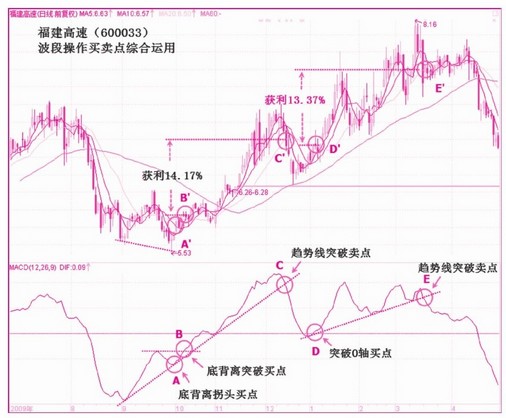 福建高速(日线 前复权) MA5:6.63↑ MA10:6.57↑ MA20:6.52↑ MA60-
福建高速（600033）
波段操作买卖点综合运用
8.16
E'
获利13.37%
C'
D'
获利14.17%
6.26-6.28
B'
A'
5.53
MACD(12,26,9) DIF:0.09↑
C
趋势线突破卖点
E
趋势线突破卖点
B
D
突破0轴买点
底背离突破买点
A
底背离拐头买点
2009年
8
10
11
12
1
3
4